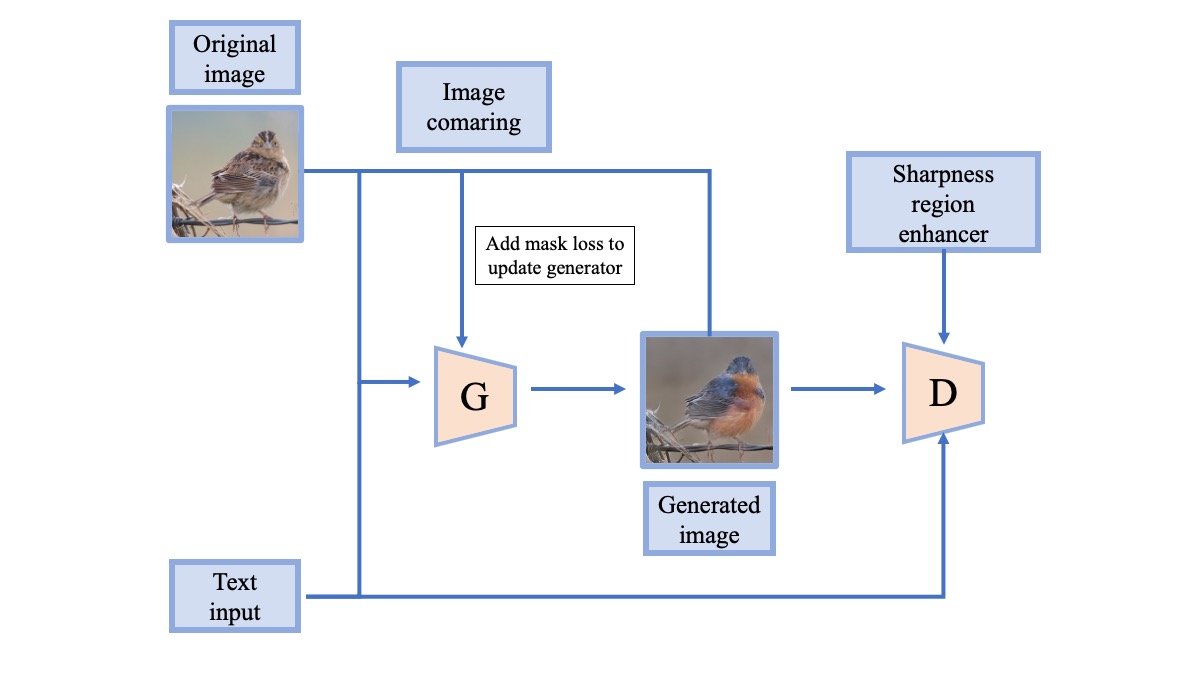 Original
image
Image
comaring
Sharpness
region
enhancer
Add mask loss to
update generator
G
D
Generated
image
Text
input